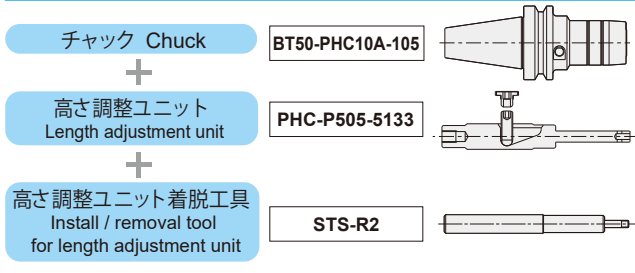 チャック Chuck
BT50-PHC10A-105
+
高さ調整ユニット
Length adjustment unit
PHC-P505-5133
+
高さ調整ユニット着脱工具
Install / removal tool
for length adjustment unit
STS-R2